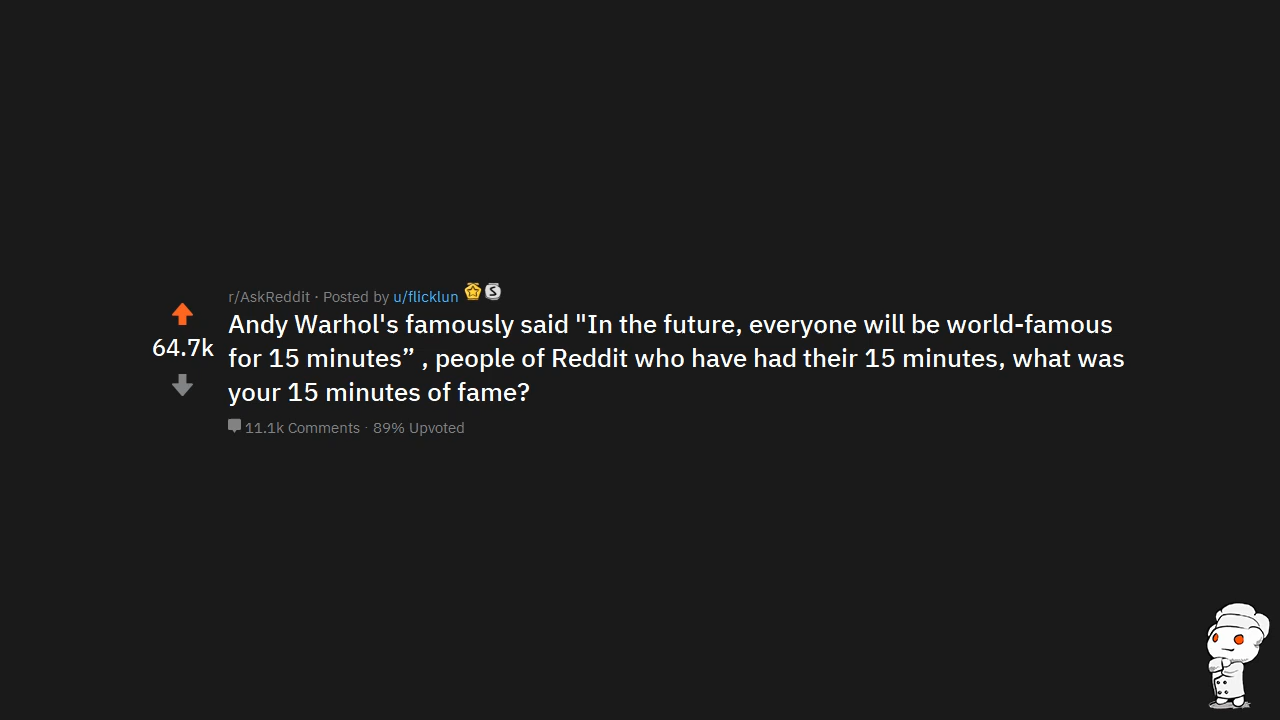 r/AskReddit · Posted by u/flicklun
Andy Warhol's famously said "In the future, everyone will be world-famous
64.7k
for 15 minutes” , people of Reddit who have had their 15 minutes, what was
your 15 minutes of fame?
11.1k Comments · 89% Upvoted